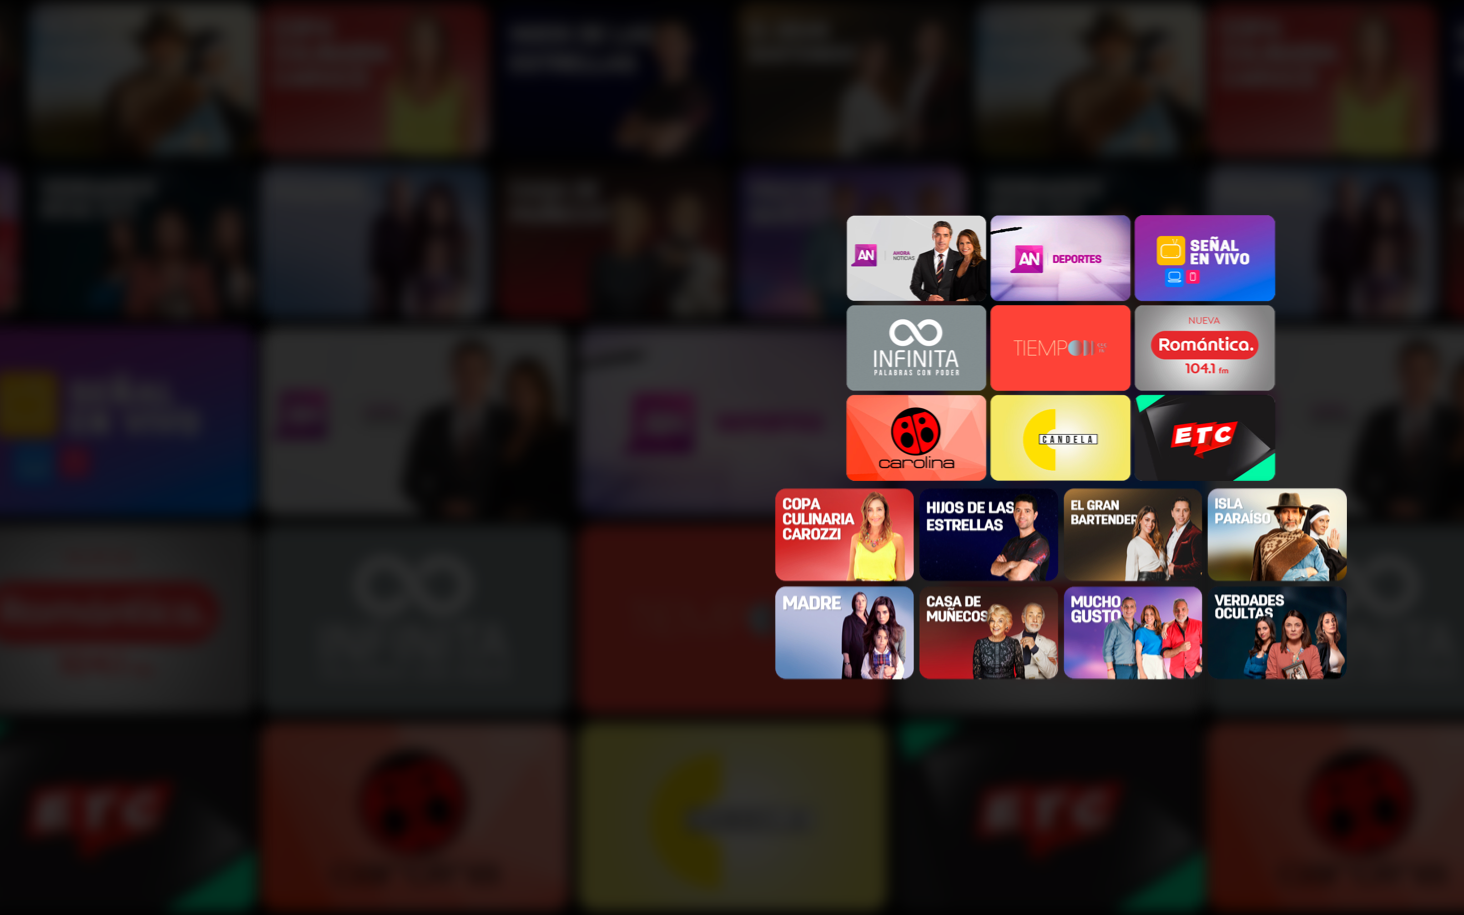 AN AHORA
NOTICIAS
AN DEPORTES
SEÑAL
EN VIVO
INFINITA
PALABRAS CON PODER
TIEMPO
NUEVA
Romántica.
104.1 fm
carolina
CANDELA
ETC
COPA
CULINARIA
CAROZZI
HIJOS DE LAS
ESTRELLAS
EL GRAN
BARTENDER
ISLA
PARAÍSO
MADRE
CASA DE
MUÑECOS
MUCHO
GUSTO
VERDADES
OCULTAS